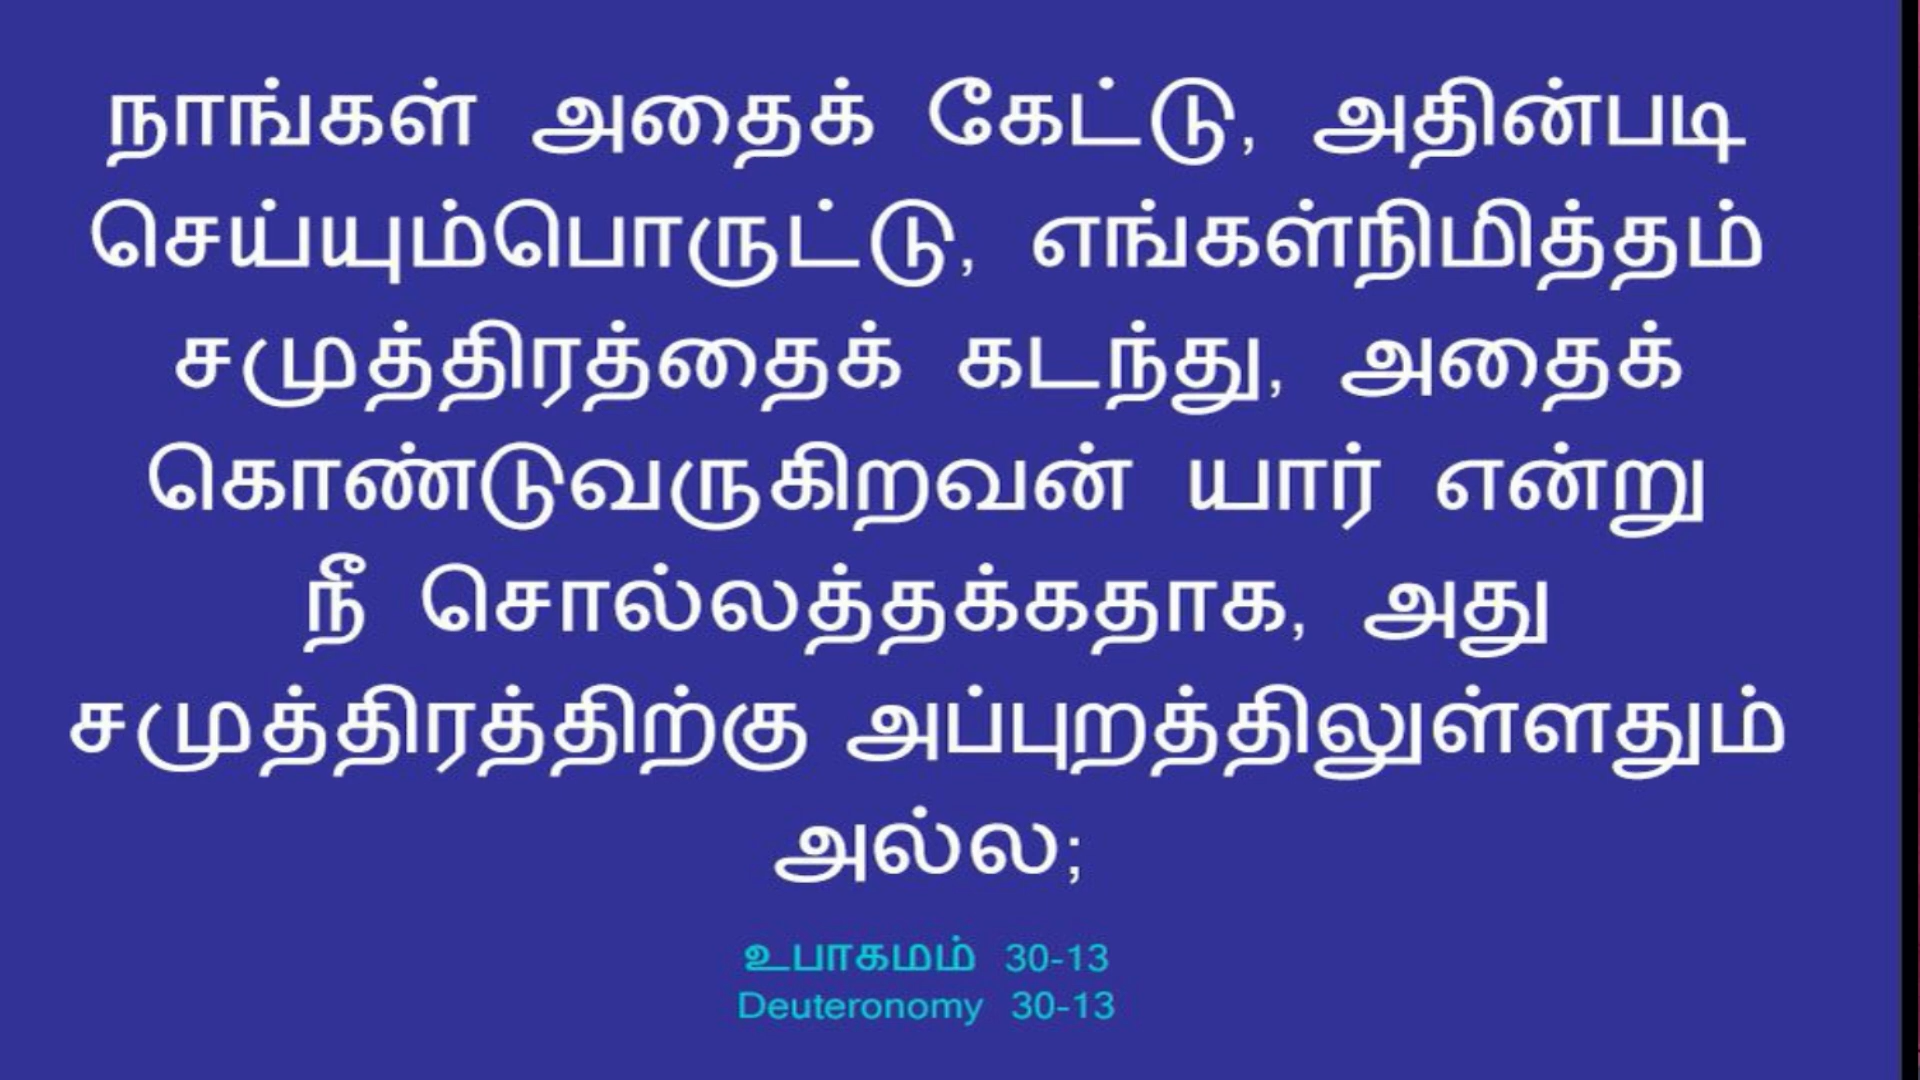 நாங்கள் அதைக் கேட்டு, அதின்படி
செய்யும்பொருட்டு, எங்கள்நிமித்தம்
சமுத்திரத்தைக் கடந்து, அதைக்
கொண்டுவருகிறவன் யார் என்று
நீ சொல்லத்தக்கதாக, அது
சமுத்திரத்திற்கு அப்புறத்திலுள்ளதும்
அல்ல;
உபாகமம் 30-13
Deuteronomy 30-13